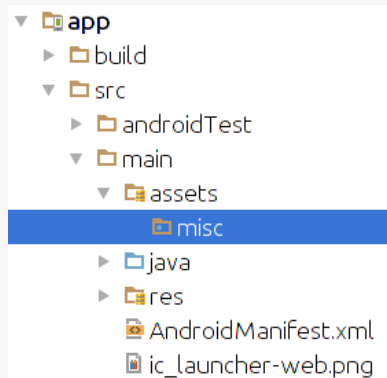 app
build
src
androidTest
main
assets
misc
java
res
AndroidManifest.xml
ic_launcher-web.png